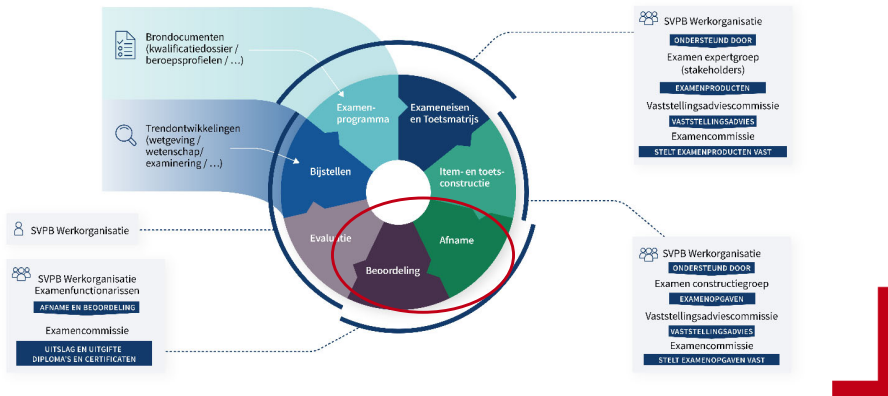 Brondocumenten
(kwalificatiedossier /
beroepsprofielen / ...)
Trendontwikkelingen
(wetgeving /
wetenschap/
examinering / ...)
Examen-
programma
Exameneisen
en Toetsmatrijs
Item- en toets-
constructie
Afname
Beoordeling
Evaluatie
Bijstellen
SVPB Werkorganisatie
ONDERSTEUND DOOR
Examen expertgroep
(stakeholders)
EXAMENPRODUCTEN
Vaststellingsadviescommissie
VASTSTELLINGSADVIES
Examencommissie
STELT EXAMENPRODUCTEN VAST
SVPB Werkorganisatie
ONDERSTEUND DOOR
Examen constructiegroep
EXAMENOPGAVEN
Vaststellingsadviescommissie
VASTSTELLINGSADVIES
Examencommissie
STELT EXAMENOPGAVEN VAST
SVPB Werkorganisatie
SVPB Werkorganisatie
Examenfunctionarissen
AFNAME EN BEOORDELING
Examencommissie
UITSLAG EN UITGIFTE
DIPLOMA'S EN CERTIFICATEN